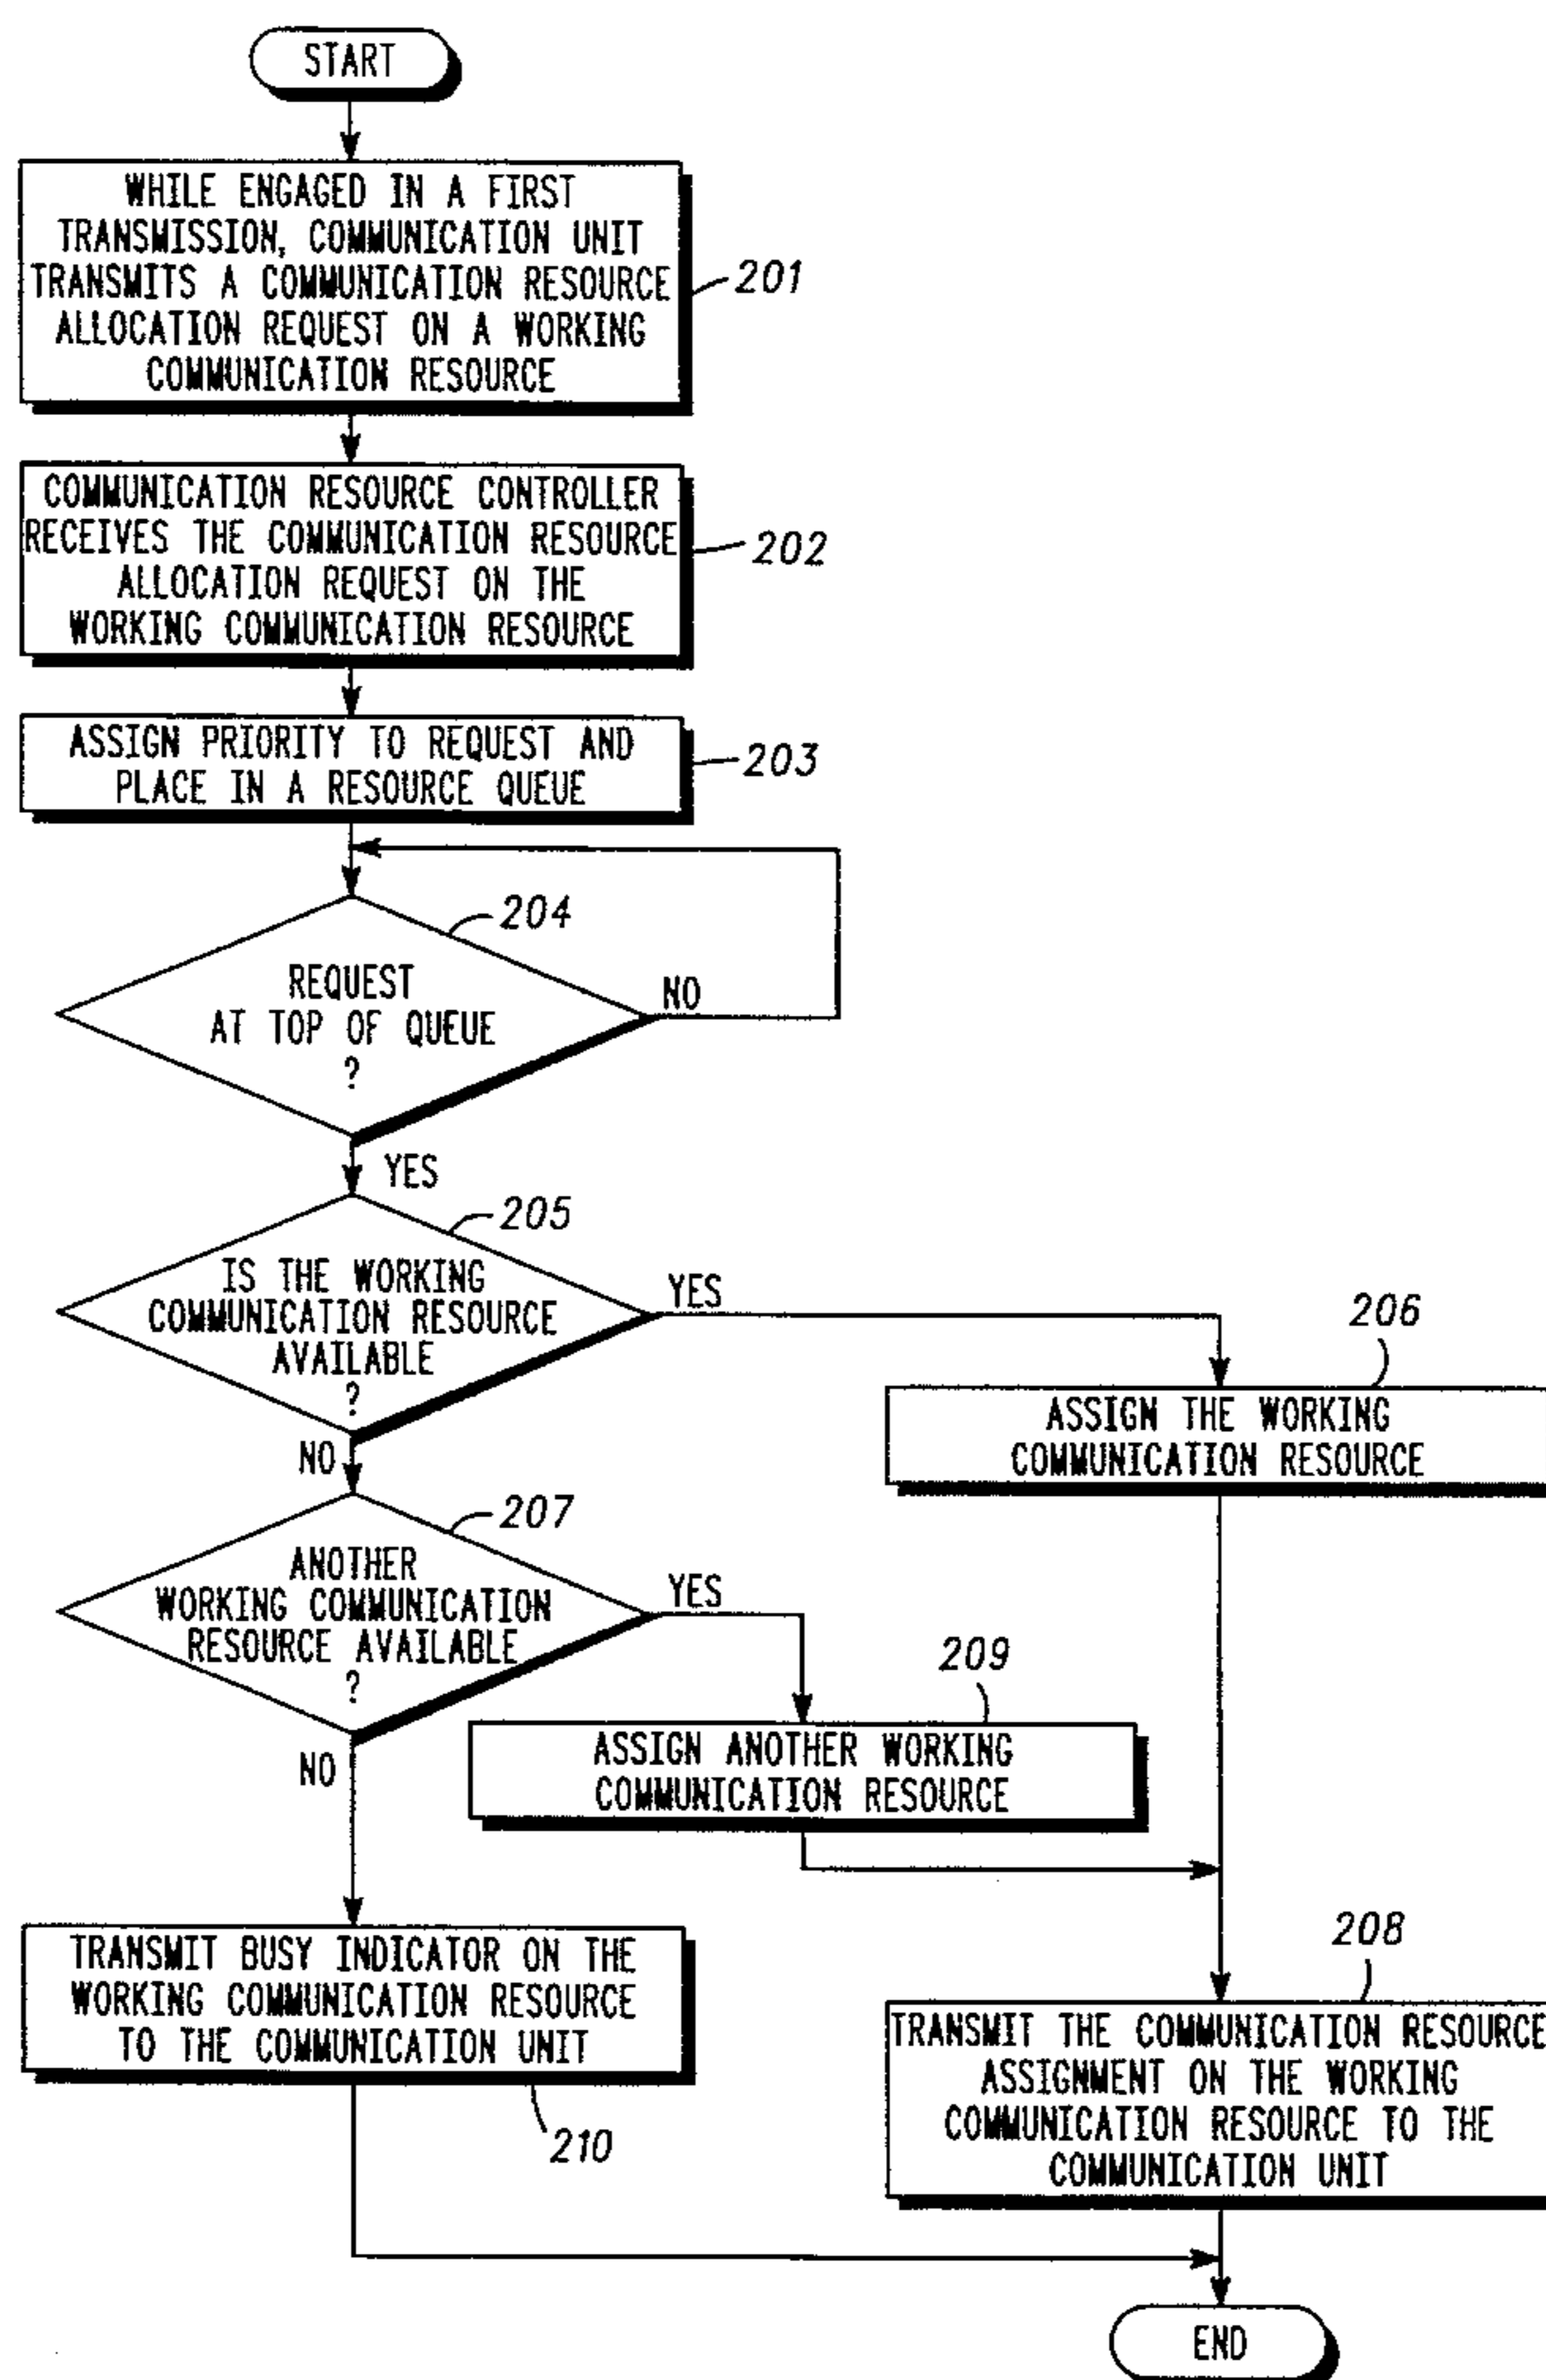 START
WHILE ENGAGED IN A FIRST
TRANSMISSION, COMMUNICATION UNIT
TRANSMITS A COMMUNICATION RESOURCE
ALLOCATION REQUEST ON A WORKING
COMMUNICATION RESOURCE
201
COMMUNICATION RESOURCE CONTROLLER
RECEIVES THE COMMUNICATION RESOURCE
ALLOCATION REQUEST ON THE
WORKING COMMUNICATION RESOURCE
202
ASSIGN PRIORITY TO REQUEST AND
PLACE IN A RESOURCE QUEUE
203
204
REQUEST
AT TOP OF QUEUE
?
NO
YES
205
IS THE WORKING
COMMUNICATION RESOURCE
AVAILABLE
?
YES
NO
206
ASSIGN THE WORKING
COMMUNICATION RESOURCE
207
ANOTHER
WORKING COMMUNICATION
RESOURCE AVAILABLE
?
YES
NO
209
ASSIGN ANOTHER WORKING
COMMUNICATION RESOURCE
TRANSMIT BUSY INDICATOR ON THE
WORKING COMMUNICATION RESOURCE
TO THE COMMUNICATION UNIT
210
208
TRANSMIT THE COMMUNICATION RESOURCE
ASSIGNMENT ON THE WORKING
COMMUNICATION RESOURCE TO THE
COMMUNICATION UNIT
END